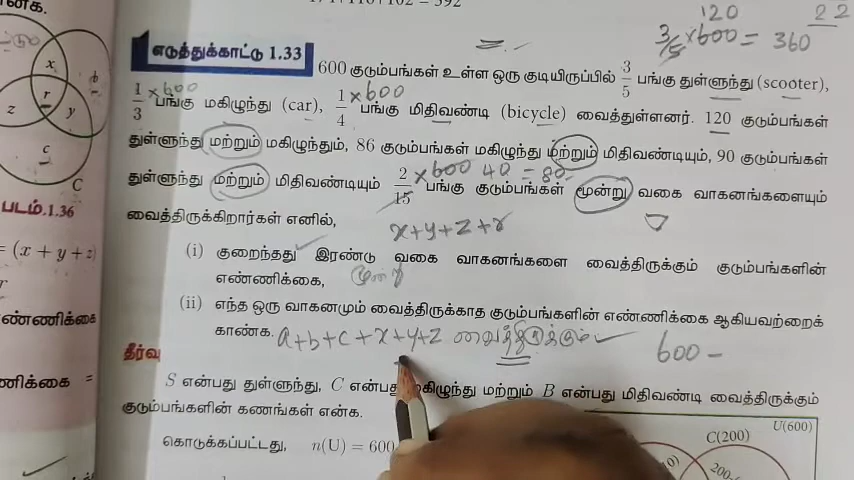 120
3/5 ×600 = 360
எடுத்துக்காட்டு 1.33
600 குடும்பங்கள் உள்ள ஒரு குடியிருப்பில் 3/5 பங்கு துள்ளுந்து (scooter),
×600 ×600
1/3 பங்கு மகிழுந்து (car), 1/4 பங்கு மிதிவண்டி (bicycle) வைத்துள்ளனர். 120 குடும்பங்கள்
துள்ளுந்து மற்றும் மகிழுந்தும், 86 குடும்பங்கள் மகிழுந்து மற்றும் மிதிவண்டியும், 90 குடும்பங்கள்
×600 40 = 80
துள்ளுந்து மற்றும் மிதிவண்டியும் 2/15 பங்கு குடும்பங்கள் மூன்று வகை வாகனங்களையும்
வைத்திருக்கிறார்கள் எனில்,
x+y+z+r
(i) குறைந்தது இரண்டு வகை வாகனங்களை வைத்திருக்கும் குடும்பங்களின்
எண்ணிக்கை,
(ii) எந்த ஒரு வாகனமும் வைத்திருக்காத குடும்பங்களின் எண்ணிக்கை ஆகியவற்றைக்
காண்க.
a+b+c+x+y+z வைத்திருக்கும்
600 –
தீர்வு
S என்பது துள்ளுந்து, C என்பது மகிழுந்து மற்றும் B என்பது மிதிவண்டி வைத்திருக்கும்
குடும்பங்களின் கணங்கள் என்க.
கொடுக்கப்பட்டது, n(U) = 600
U(600)
C(200)
x
b
r
z
y
c
C
படம்.1.36
= (x + y + z)
எண்ணிக்கை